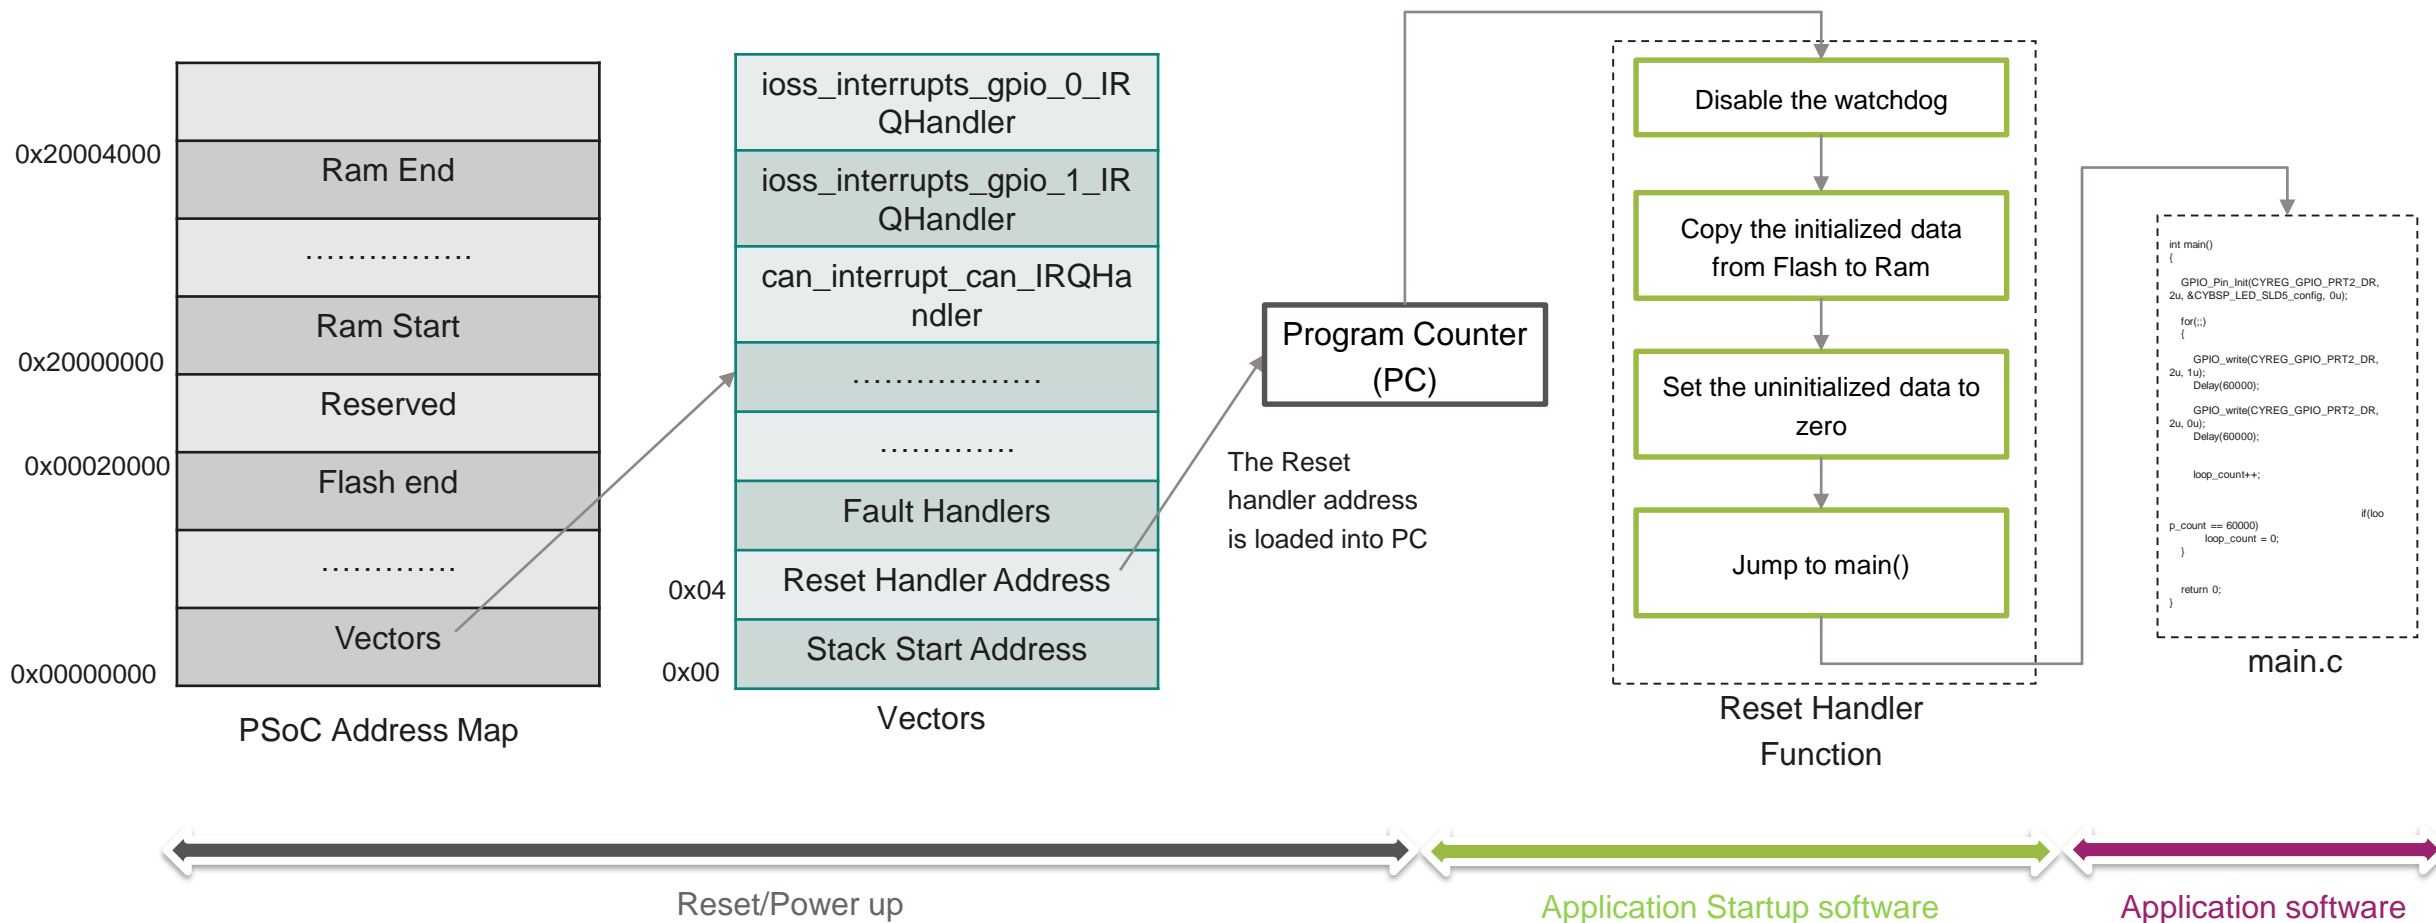 0x20004000
0x20000000
0x00020000
0x00000000
Ram End
................
Ram Start
Reserved
Flash end
.............
Vectors
PSoC Address Map
ioss_interrupts_gpio_0_IR
QHandler
ioss_interrupts_gpio_1_IR
QHandler
can_interrupt_can_IRQHa
ndler
..................
.............
Fault Handlers
0x04
Reset Handler Address
0x00
Stack Start Address
Vectors
Program Counter
(PC)
The Reset
handler address
is loaded into PC
Disable the watchdog
Copy the initialized data
from Flash to Ram
Set the uninitialized data to
zero
Jump to main()
Reset Handler
Function
int main()
{
GPIO_Pin_Init(CYREG_GPIO_PRT2_DR,
2u, &CYBSP_LED_SLD5_config, 0u);
for(;;)
{
GPIO_write(CYREG_GPIO_PRT2_DR,
2u, 1u);
Delay(60000);
GPIO_write(CYREG_GPIO_PRT2_DR,
2u, 0u);
Delay(60000);
loop_count++;
if(loo
p_count == 60000)
loop_count = 0;
}
return 0;
}
main.c
Reset/Power up
Application Startup software
Application software